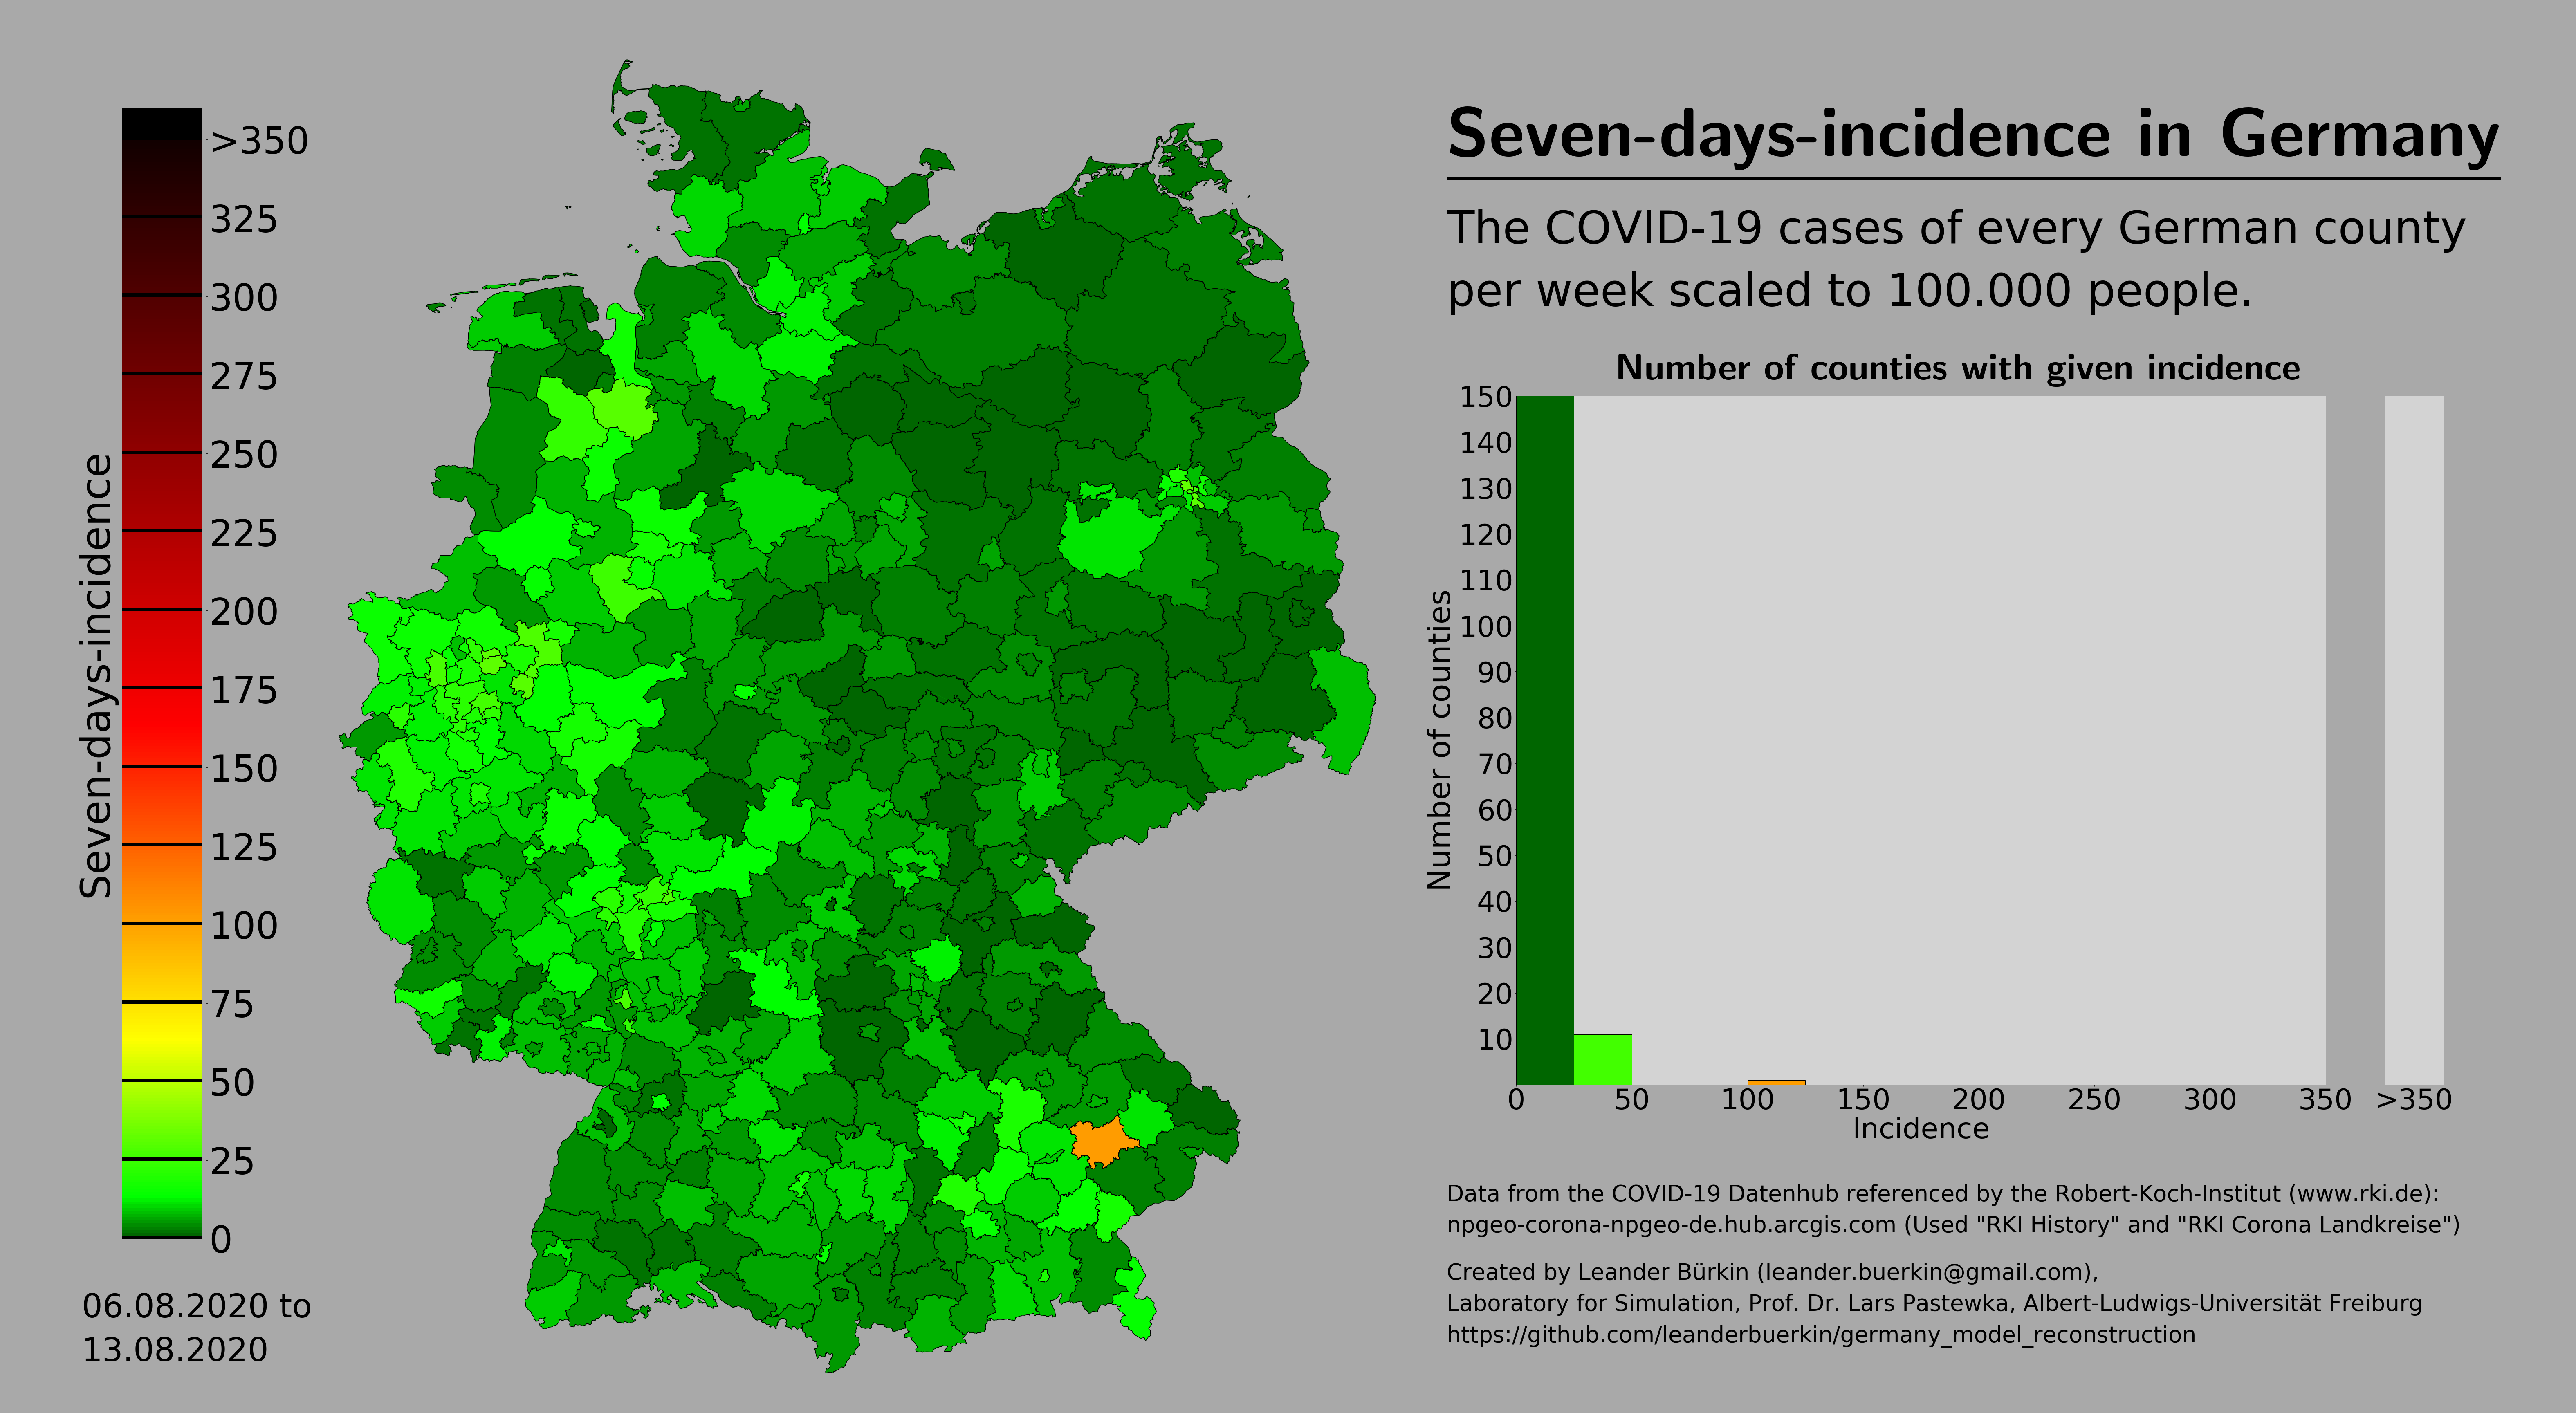 Seven-days-incidence in Germany
The COVID-19 cases of every German county
per week scaled to 100.000 people.
Seven-days-incidence
>350
325
300
275
250
225
200
175
150
125
100
75
50
25
0
06.08.2020 to
13.08.2020
Number of counties with given incidence
Number of counties
150
140
130
120
110
100
90
80
70
60
50
40
30
20
10
0 50 100 150 200 250 300 350 >350
Incidence
Data from the COVID-19 Datenhub referenced by the Robert-Koch-Institut (www.rki.de):
npgeo-corona-npgeo-de.hub.arcgis.com (Used "RKI History" and "RKI Corona Landkreise")
Created by Leander Bürkin (leander.buerkin@gmail.com),
Laboratory for Simulation, Prof. Dr. Lars Pastewka, Albert-Ludwigs-Universität Freiburg
https://github.com/leanderbuerkin/germany_model_reconstruction